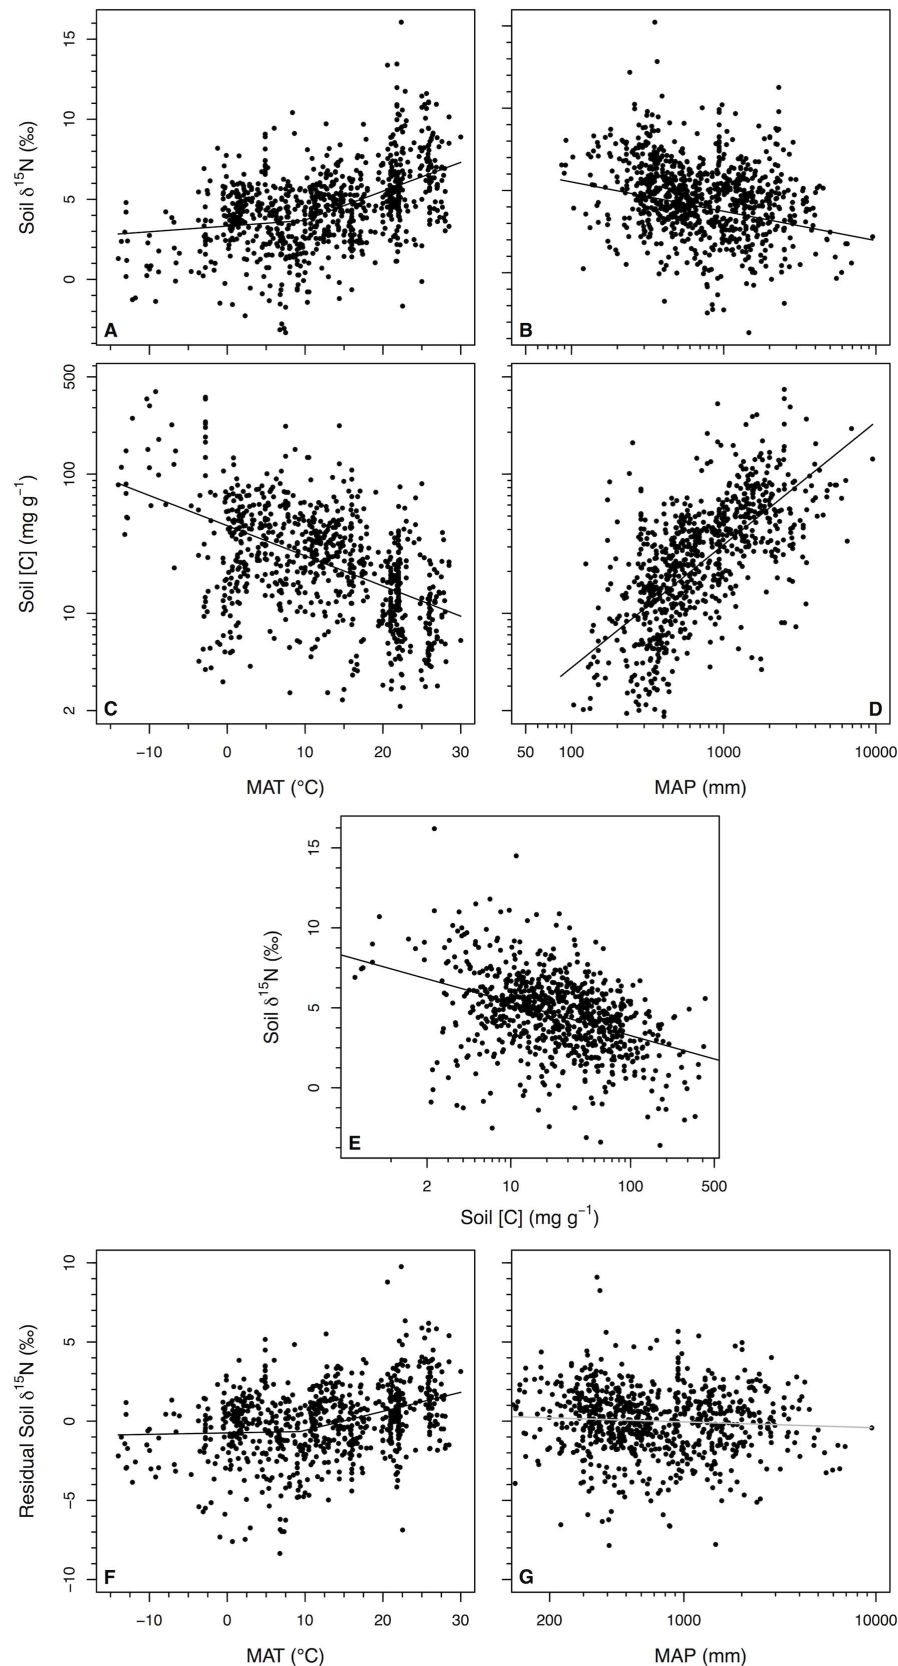 15
10
5
0
Soil δ¹⁵N (‰)
A
B
500
100
10
2
Soil [C] (mg g⁻¹)
C
D
−10 0 10 20 30
50 100 1000 10000
MAT (°C)
MAP (mm)
15
10
5
0
Soil δ¹⁵N (‰)
E
2 10 100 500
Soil [C] (mg g⁻¹)
10
5
0
−5
−10
Residual Soil δ¹⁵N (‰)
F
G
−10 0 10 20 30
200 1000 10000
MAT (°C)
MAP (mm)